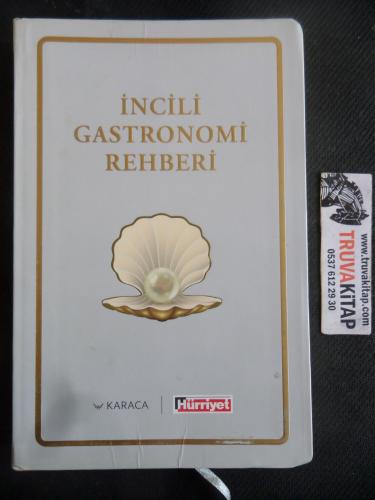 İNCİLİ
GASTRONOMİ
REHBERİ
KARACA
Hürriyet
www.truvakitap.com
TRUVAKİTAP
0537 612 29 30